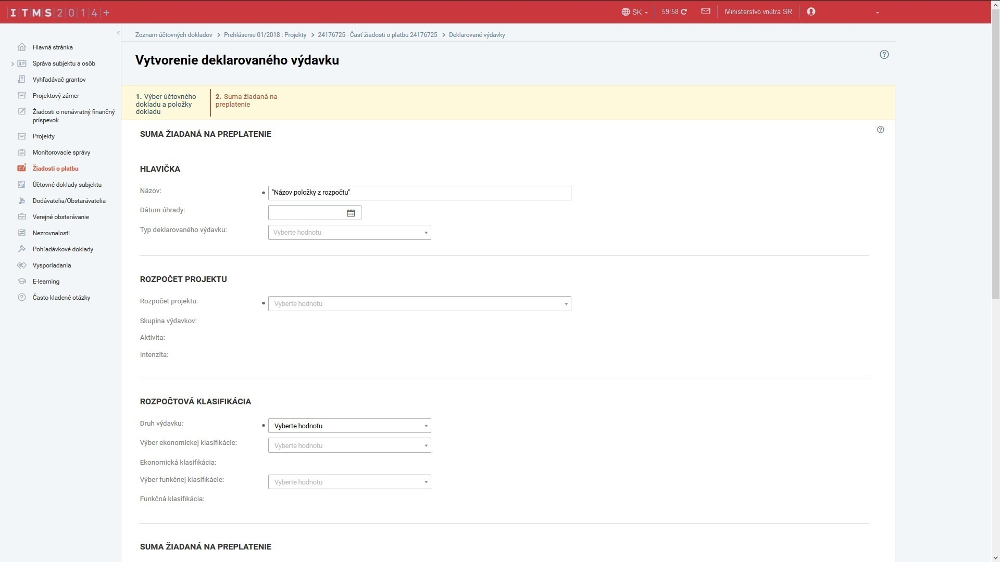 ITMS2014+
SK
59:58
Ministerstvo vnútra SR
Zoznam účtovných dokladov > Prehlásenie 01/2018 : Projekty > 24176725 - Časť žiadosti o platbu 24176725 > Deklarované výdavky
Hlavná stránka
Správa subjektu a osôb
Vyhľadávač grantov
Projektový zámer
Žiadosti o nenávratný finančný
príspevok
Projekty
Monitorovacie správy
Žiadosti o platbu
Účtovné doklady subjektu
Dodávatelia/Obstarávatelia
Verejné obstarávanie
Nezrovnalosti
Pohľadávkové doklady
Vysporiadania
E-learning
Často kladené otázky
Vytvorenie deklarovaného výdavku
1. Výber účtovného
dokladu a položky
dokladu
2. Suma žiadaná na
preplatenie
SUMA ŽIADANÁ NA PREPLATENIE
HLAVIČKA
Názov:
"Názov položky z rozpočtu"
Dátum úhrady:
Typ deklarovaného výdavku:
Vyberte hodnotu
ROZPOČET PROJEKTU
Rozpočet projektu:
Vyberte hodnotu
Skupina výdavkov:
Aktivita:
Intenzita:
ROZPOČTOVÁ KLASIFIKÁCIA
Druh výdavku:
Vyberte hodnotu
Výber ekonomickej klasifikácie:
Vyberte hodnotu
Ekonomická klasifikácia:
Výber funkčnej klasifikácie:
Vyberte hodnotu
Funkčná klasifikácia:
SUMA ŽIADANÁ NA PREPLATENIE